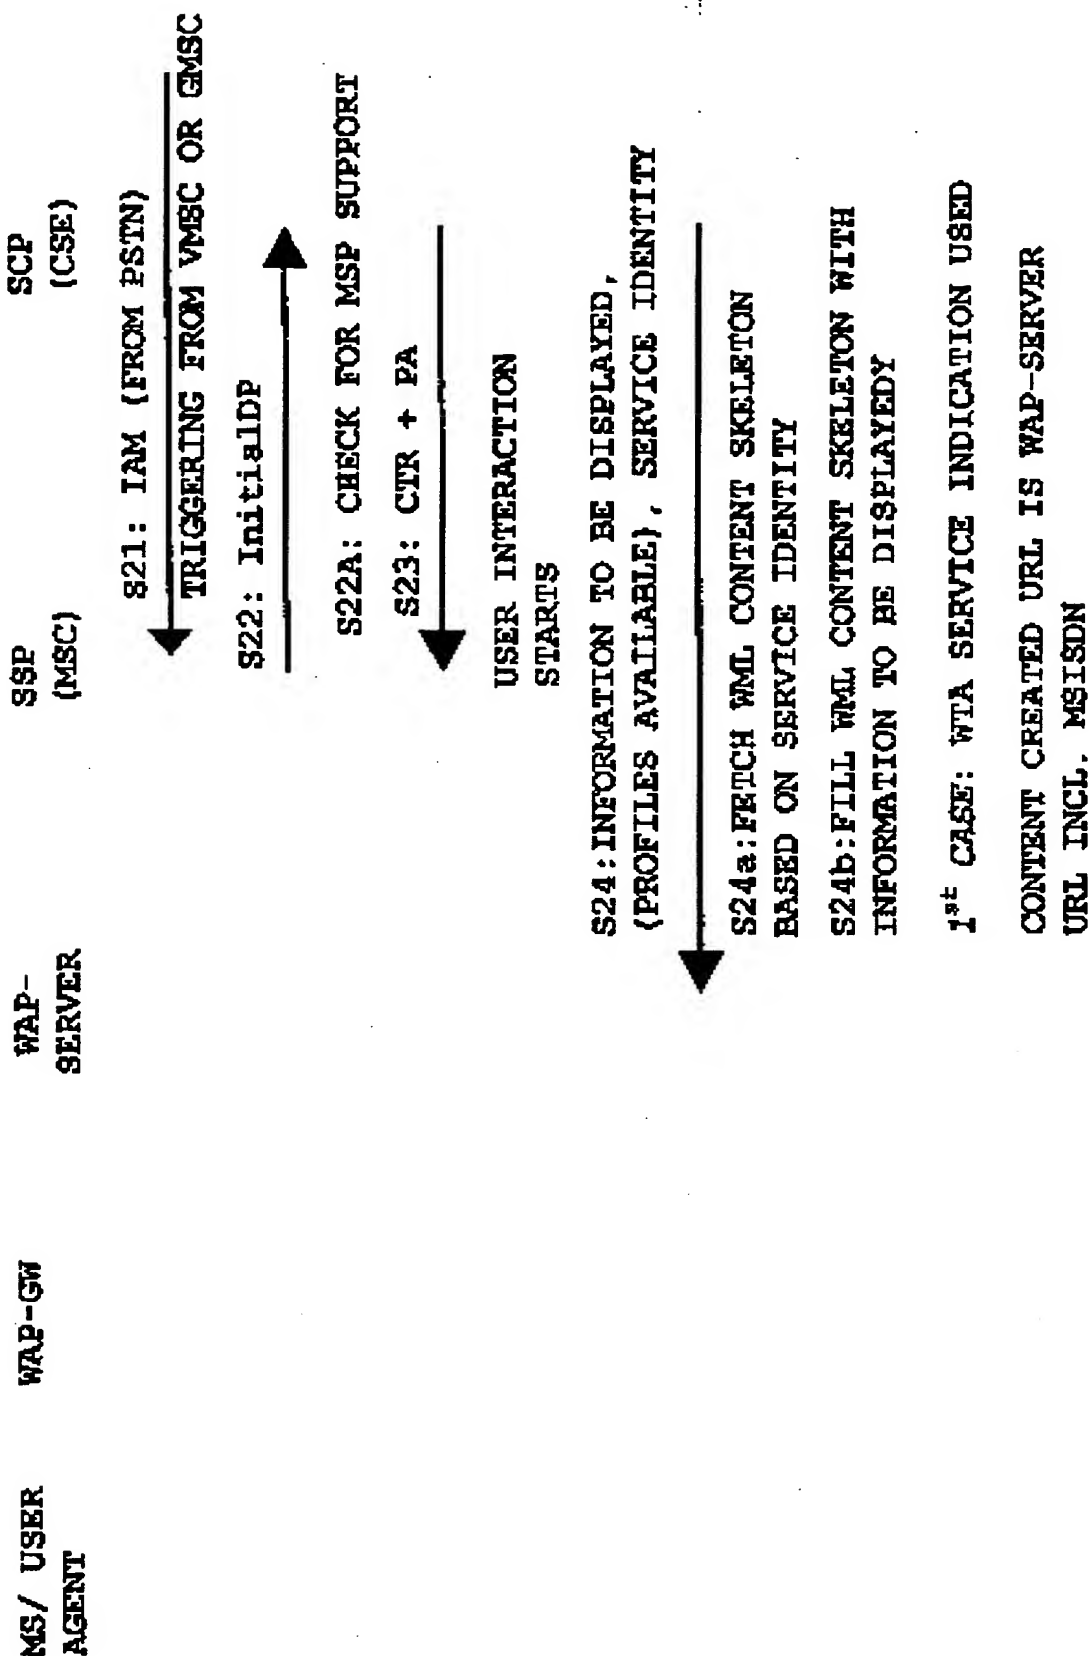 MS/ USER
AGENT
WAP-GW
WAP-
SERVER
SSP
(MSC)
SCP
(CSE)
S21: IAM (FROM PSTN)
TRIGGERING FROM VMSC OR GMSC
S22: InitialDP
S22A: CHECK FOR MSP SUPPORT
S23: CTR + PA
USER INTERACTION
STARTS
S24:INFORMATION TO BE DISPLAYED,
(PROFILES AVAILABLE), SERVICE IDENTITY
S24a:FETCH WML CONTENT SKELETON
BASED ON SERVICE IDENTITY
S24b:FILL WML CONTENT SKELETON WITH
INFORMATION TO BE DISPLAYEDY
1st CASE: WTA SERVICE INDICATION USED
CONTENT CREATED URL IS WAP-SERVER
URL INCL. MSISDN